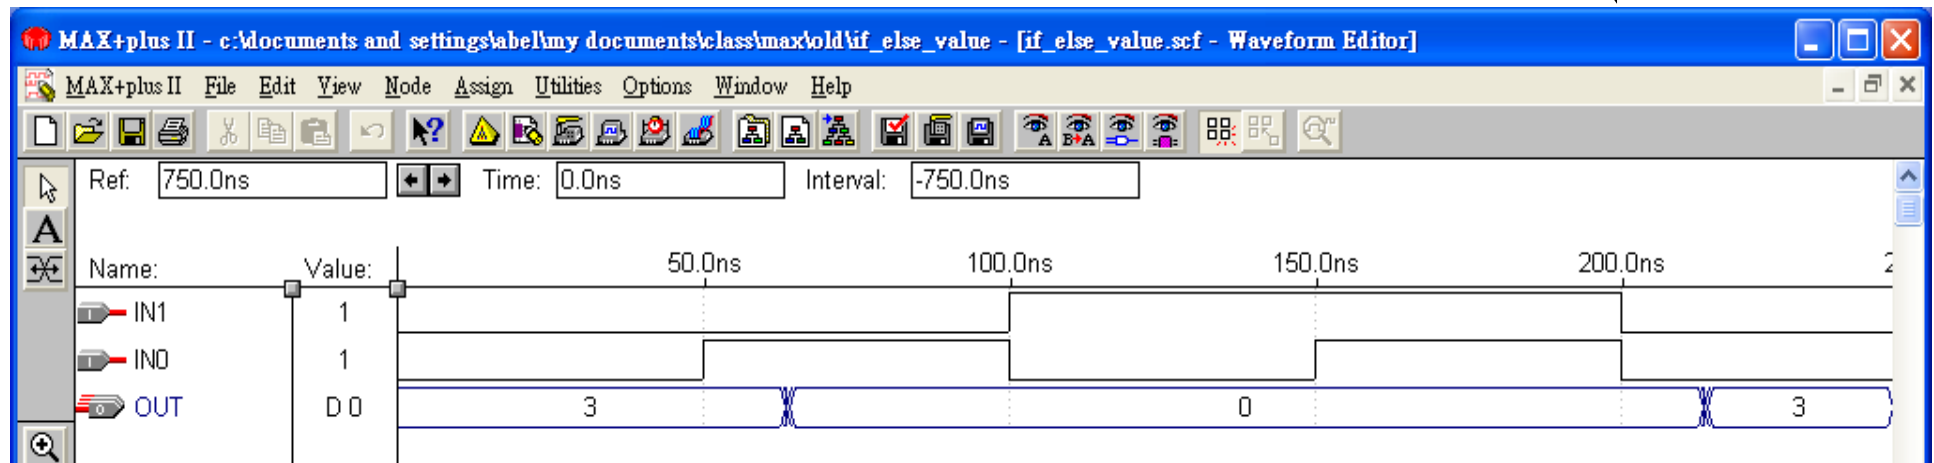 MAX+plus II - c:\documents and settings\abel\my documents\class\max\old\if_else_value - [if_else_value.scf - Waveform Editor]
MAX+plus II File Edit View Node Assign Utilities Options Window Help
Ref: 750.0ns Time: 0.0ns Interval: -750.0ns
A
50.0ns 100.0ns 150.0ns 200.0ns 2
Name: Value:
IN1 1
IN0 1
OUT D 0 3 0 3